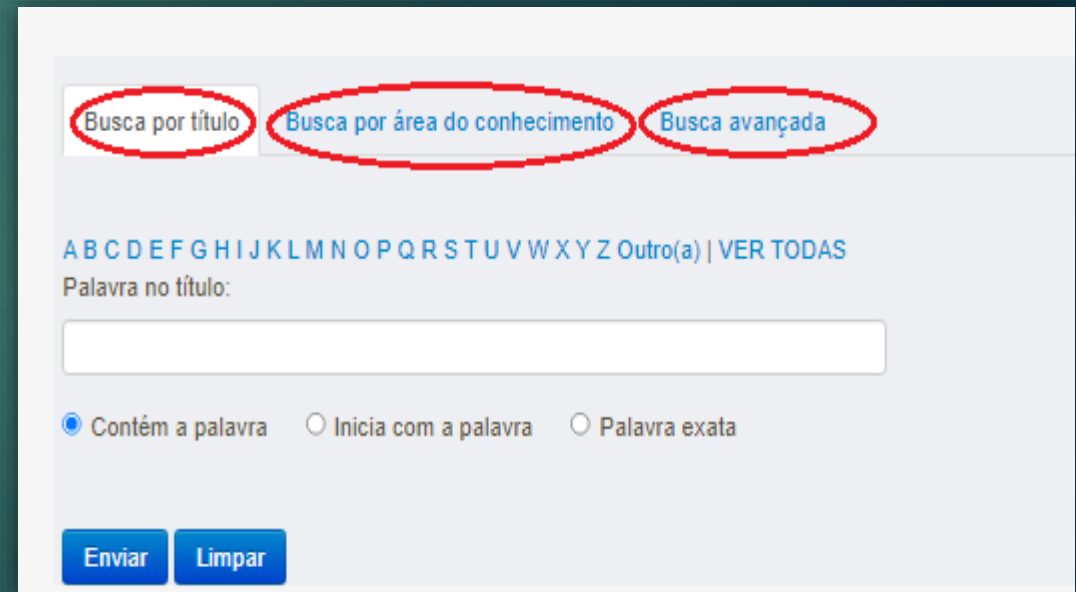 Busca por título Busca por área do conhecimento Busca avançada
A B C D E F G H I J K L M N O P Q R S T U V W X Y Z Outro(a) | VER TODAS
Palavra no título:
Contém a palavra Inicia com a palavra Palavra exata
Enviar Limpar